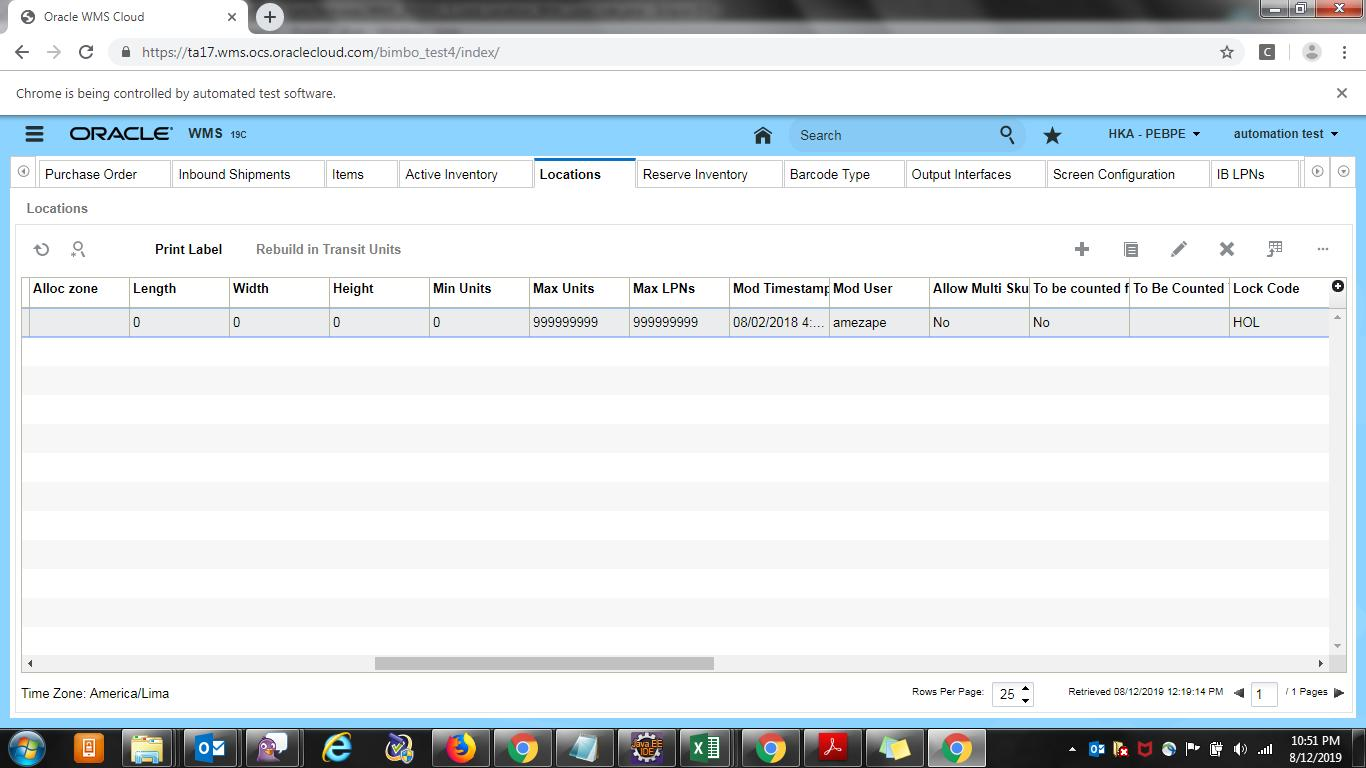 Oracle WMS Cloud
https://ta17.wms.ocs.oraclecloud.com/bimbo_test4/index/
C
Chrome is being controlled by automated test software.
ORACLE WMS 19C
Search
HKA - PEBPE
automation test
Purchase Order
Inbound Shipments
Items
Active Inventory
Locations
Reserve Inventory
Barcode Type
Output Interfaces
Screen Configuration
IB LPNs
Locations
Print Label
Rebuild in Transit Units
Alloc zone
Length
Width
Height
Min Units
Max Units
Max LPNs
Mod Timestamp
Mod User
Allow Multi Sku
To be counted f
To Be Counted
Lock Code
0
0
0
0
999999999
999999999
08/02/2018 4:...
amezape
No
No
HOL
Time Zone: America/Lima
Rows Per Page: 25
Retrieved 08/12/2019 12:19:14 PM
1 / 1 Pages
Java EE
IDE
10:51 PM
8/12/2019